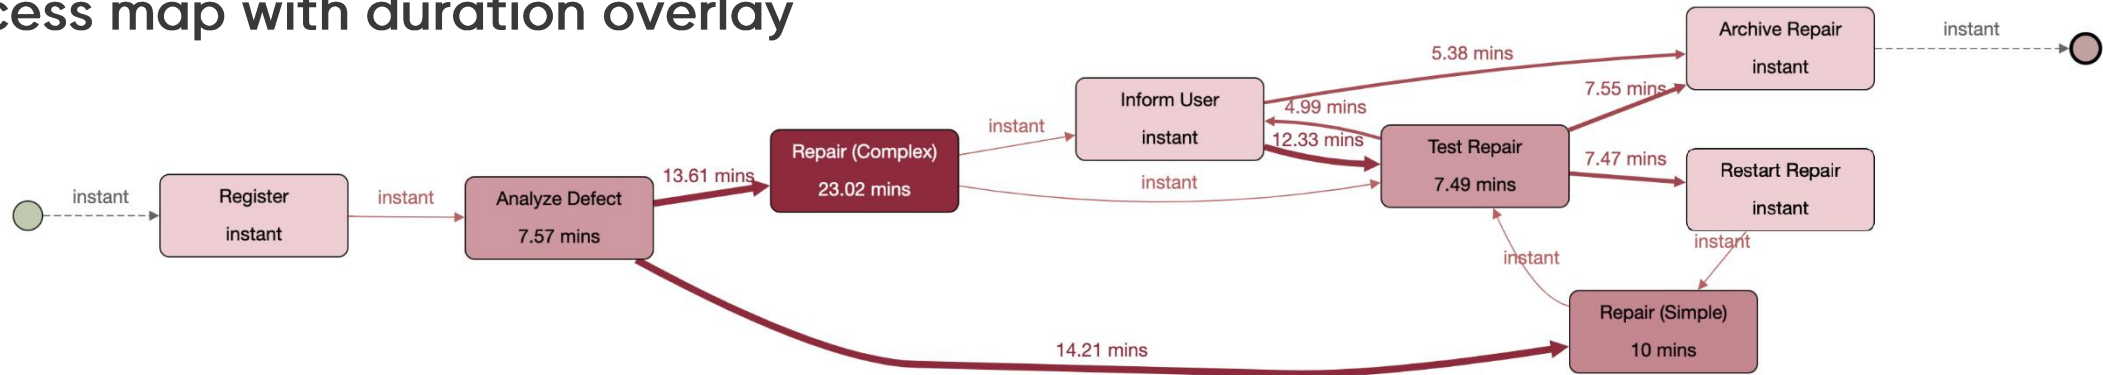 cess map with duration overlay
instant
Register
instant
instant
Analyze Defect
7.57 mins
13.61 mins
Repair (Complex)
23.02 mins
instant
instant
Inform User
instant
5.38 mins
4.99 mins
12.33 mins
Test Repair
7.49 mins
7.55 mins
7.47 mins
Archive Repair
instant
instant
Restart Repair
instant
instant
instant
Repair (Simple)
10 mins
14.21 mins